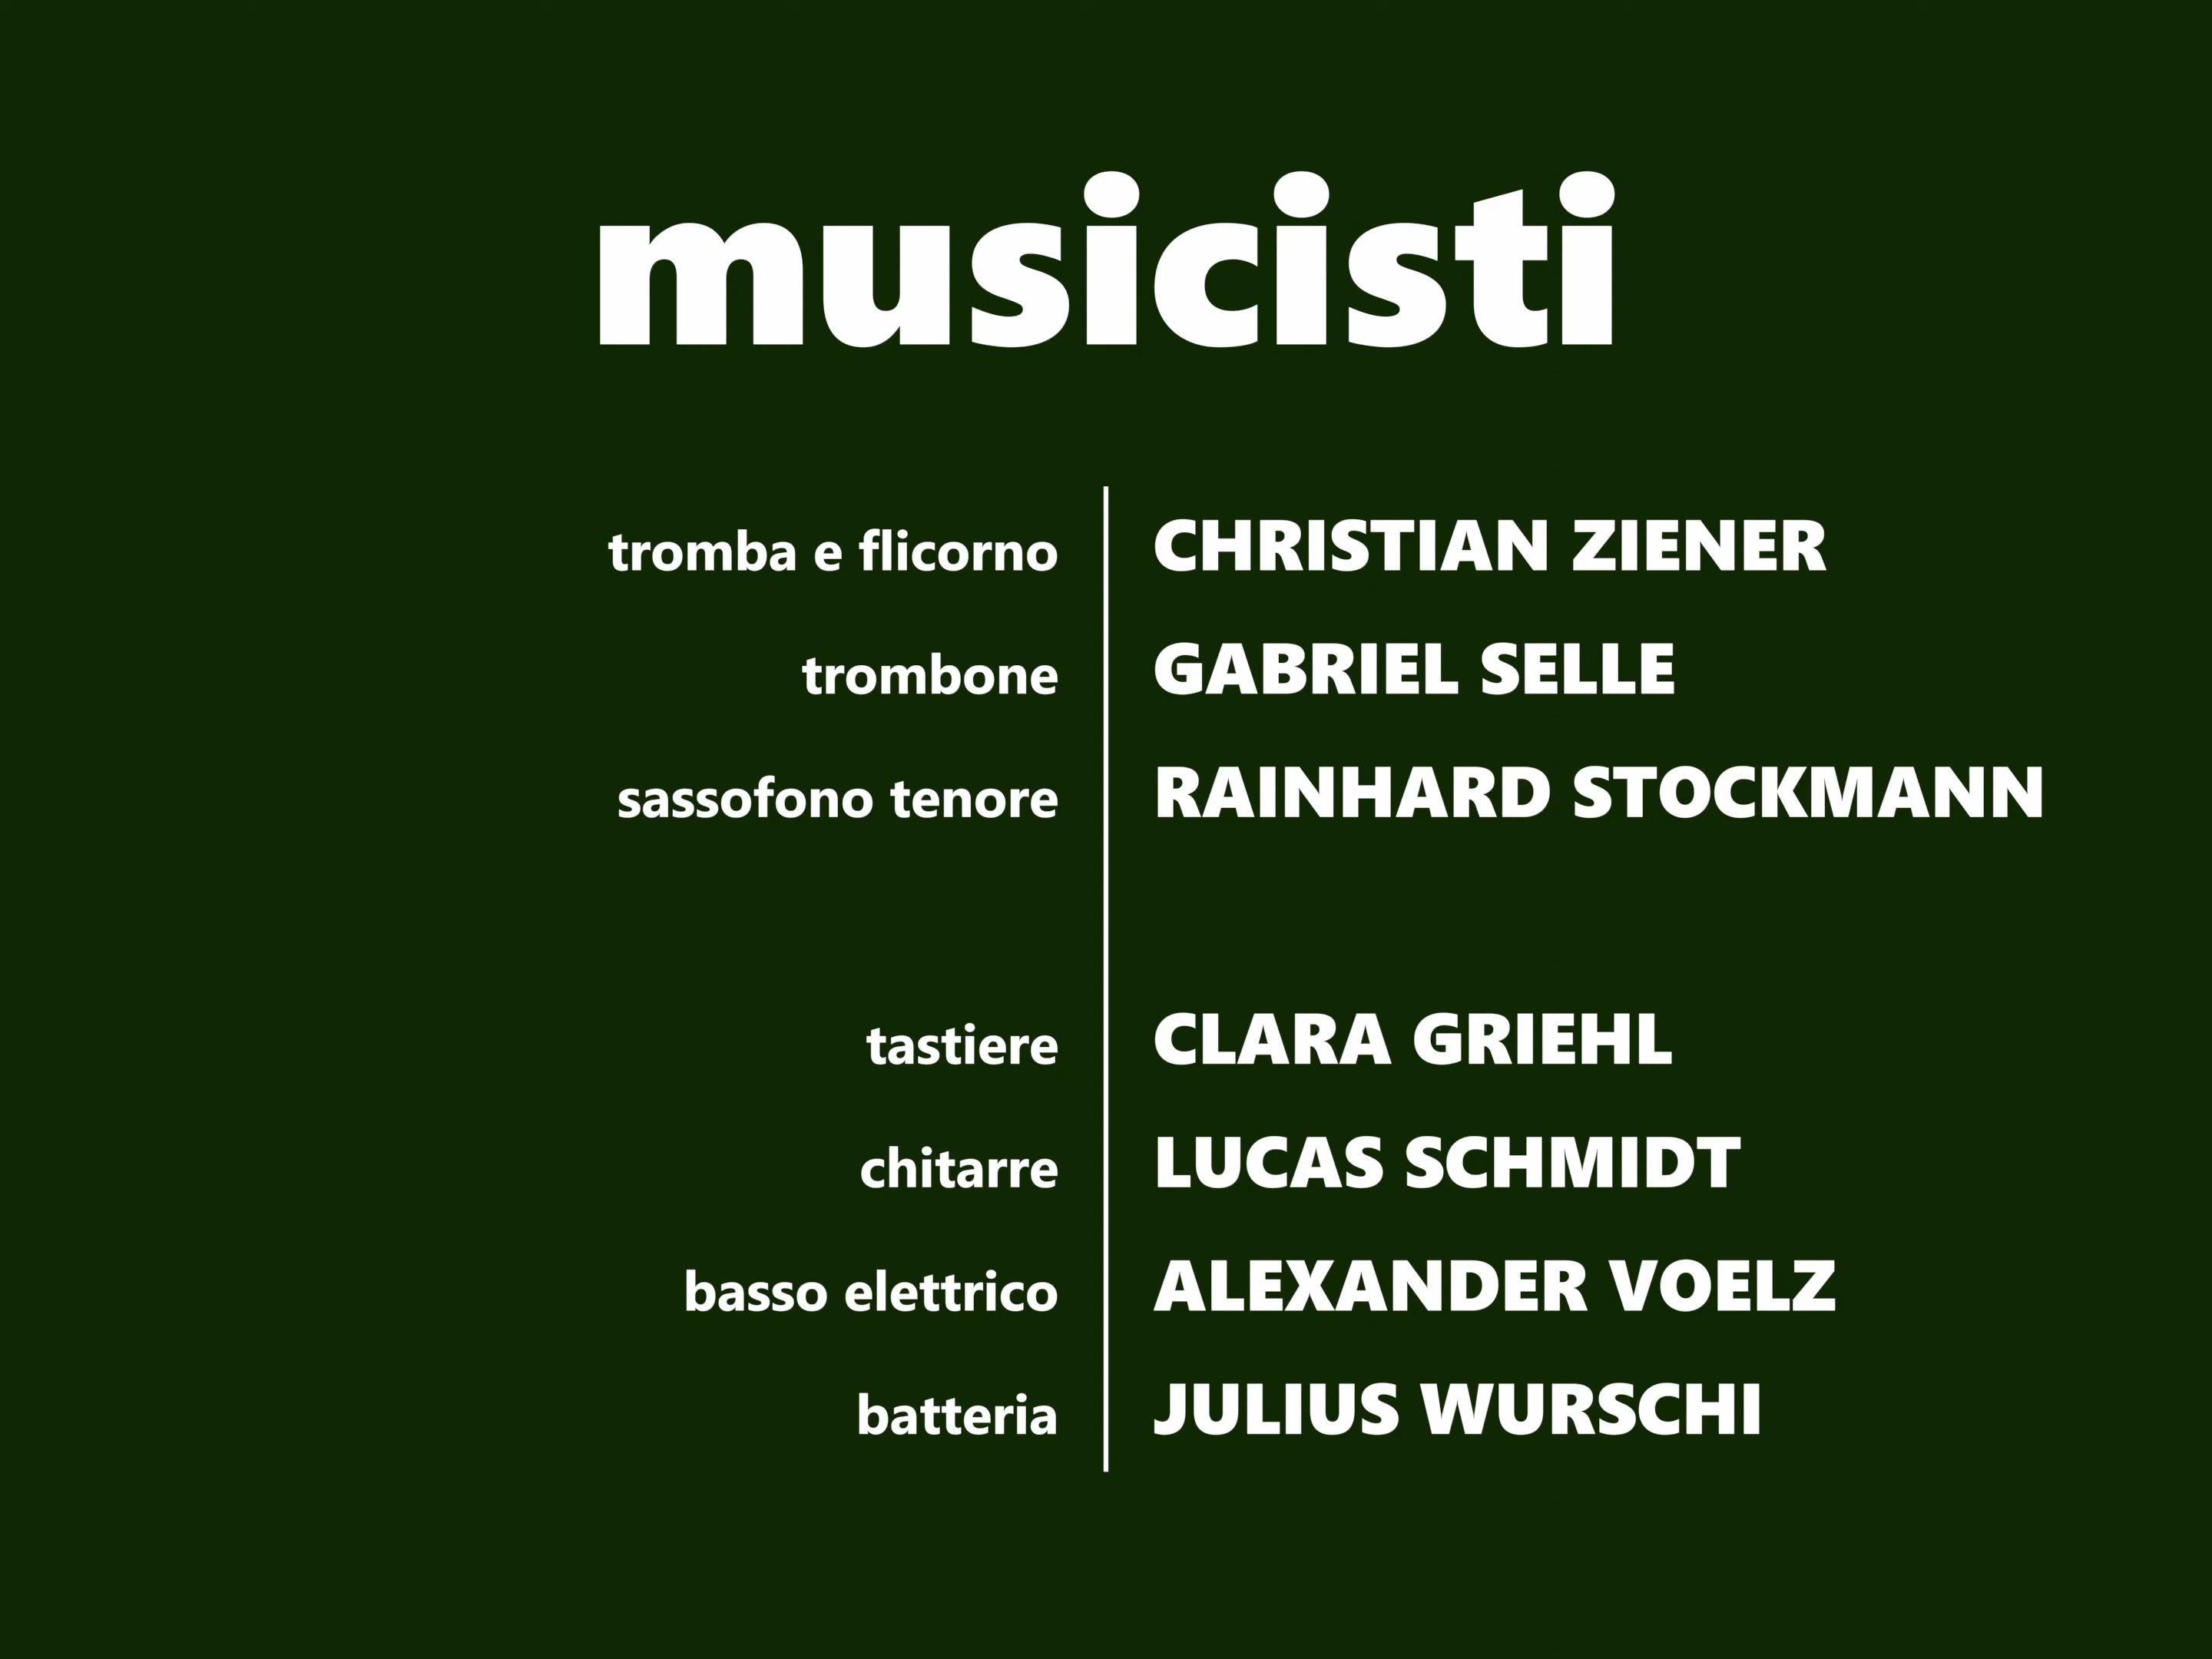 musicisti
tromba e flicorno CHRISTIAN ZIENER
trombone GABRIEL SELLE
sassofono tenore RAINHARD STOCKMANN
tastiere CLARA GRIEHL
chitarre LUCAS SCHMIDT
basso elettrico ALEXANDER VOELZ
batteria JULIUS WURSCHI